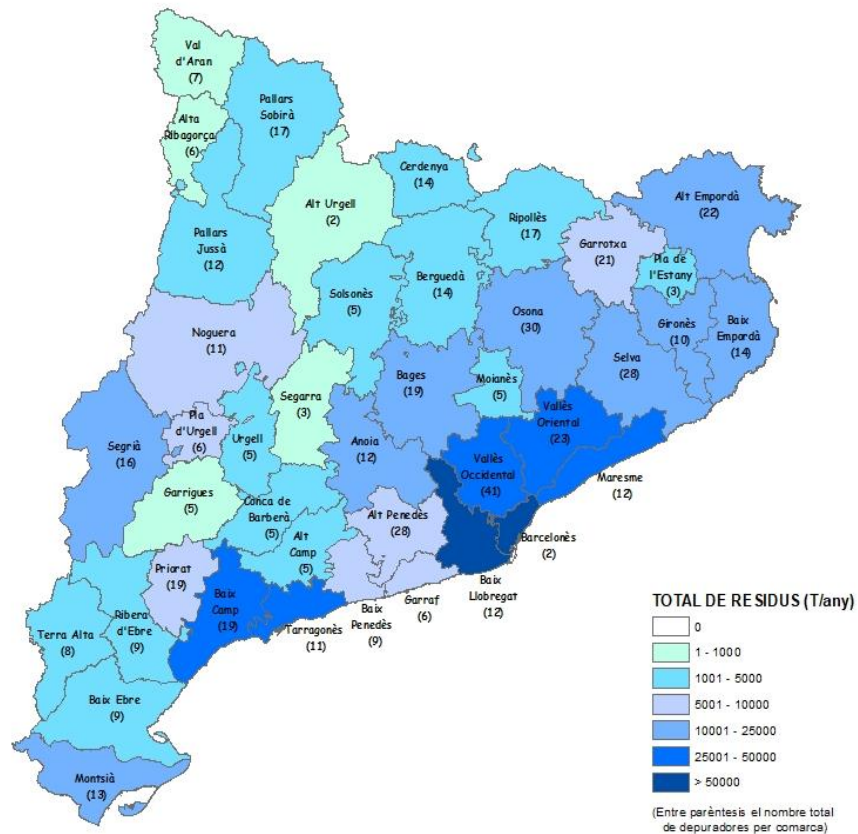 Val
d'Aran
(7)
Alta
Ribagorça
(6)
Pallars
Sobirà
(17)
Cerdenya
(14)
Alt Urgell
(2)
Ripollès
(17)
Alt Empordà
(22)
Garrotxa
(21)
Pla de
l'Estany
(3)
Pallars
Jussà
(12)
Solsonès
(5)
Berguedà
(14)
Osona
(30)
Gironès
(10)
Baix
Empordà
(14)
Noguera
(11)
Selva
(28)
Bages
(19)
Moianès
(5)
Segarra
(3)
Pla
d'Urgell
(6)
Urgell
(5)
Segrià
(16)
Anoia
(12)
Vallès
Oriental
(23)
Vallès
Occidental
(41)
Maresme
(12)
Garrigues
(5)
Conca de
Barberà
(5)
Alt Penedès
(28)
Alt
Camp
(5)
Barcelonès
(2)
Priorat
(19)
Baix
Camp
(19)
Baix
Llobregat
(12)
Garraf
(6)
Baix
Penedès
(9)
Tarragonès
(11)
Ribera
d'Ebre
(9)
Terra Alta
(8)
Baix Ebre
(9)
Montsià
(13)
TOTAL DE RESIDUS (T/any)
0
1 - 1000
1001 - 5000
5001 - 10000
10001 - 25000
25001 - 50000
> 50000
(Entre parèntesis el nombre total
de depuradores per comarca)